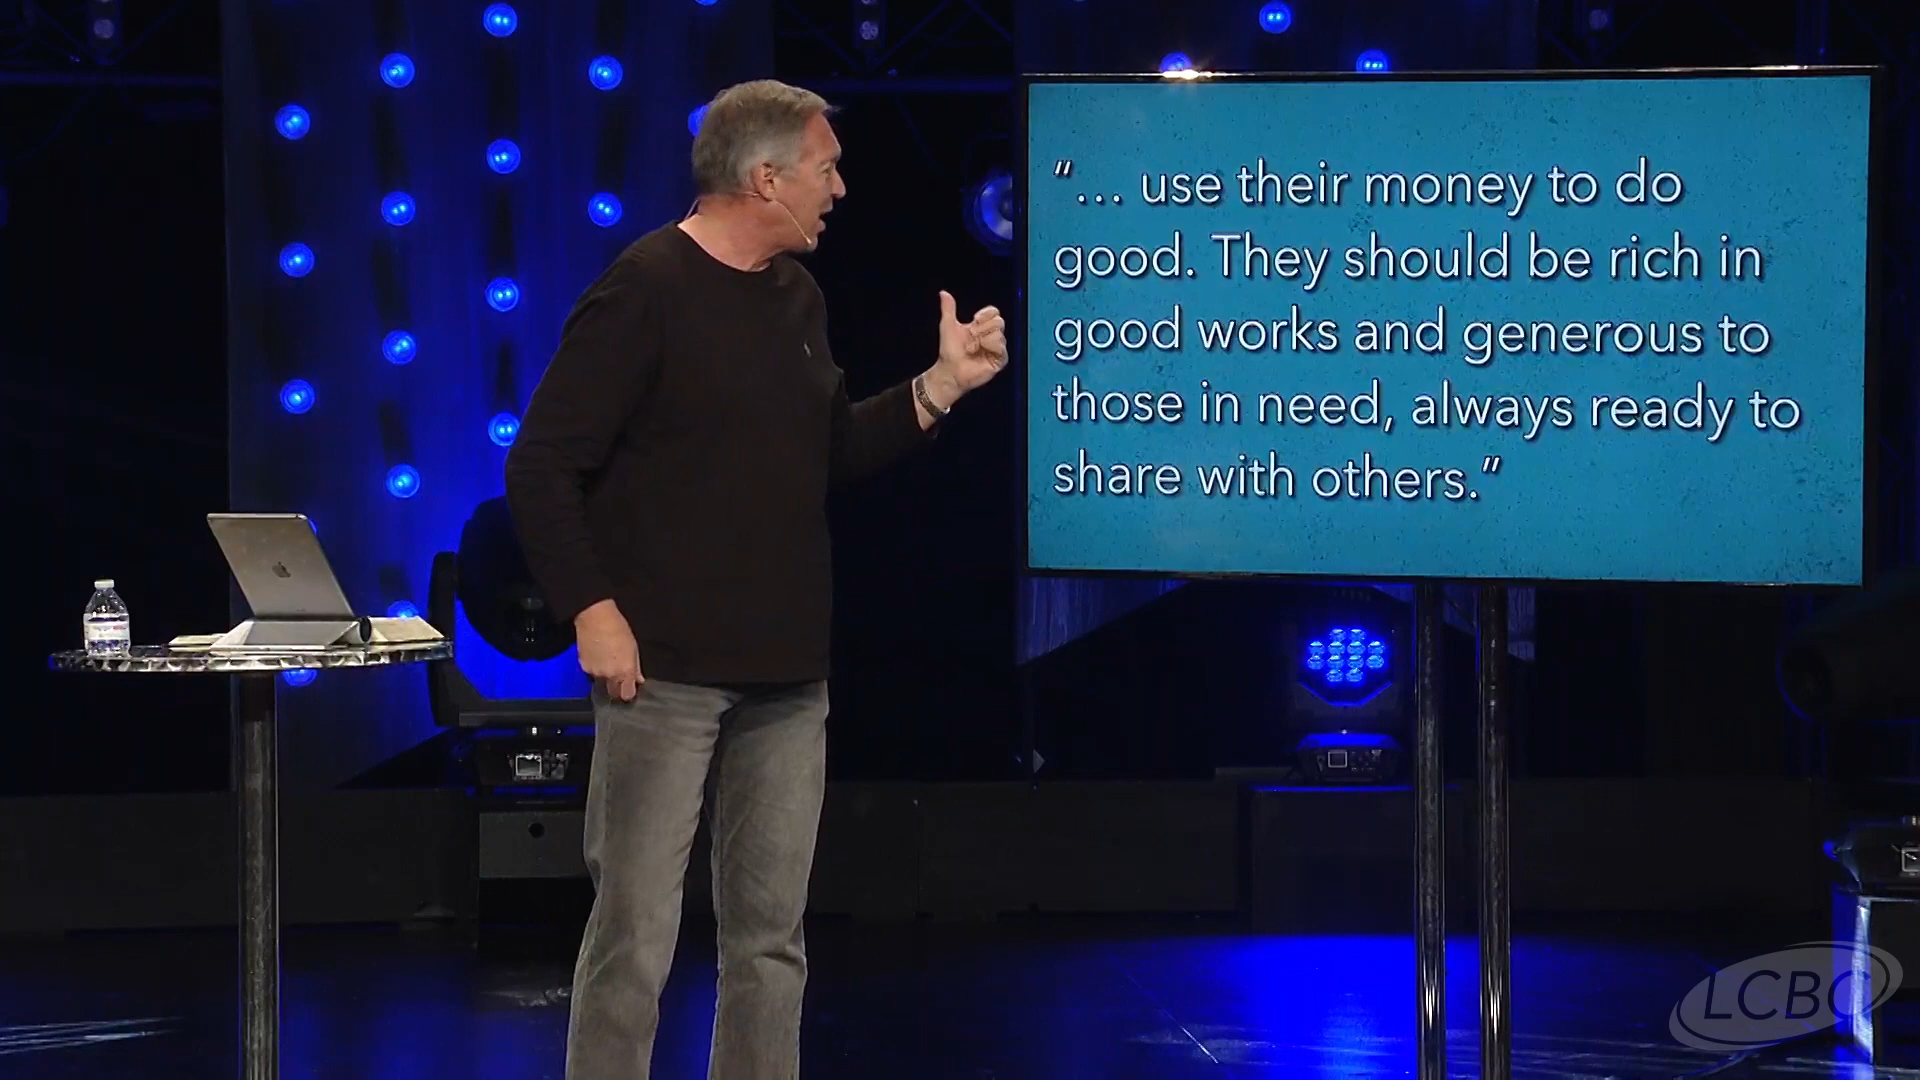 “… use their money to do
good. They should be rich in
good works and generous to
those in need, always ready to
share with others.”
LCBC